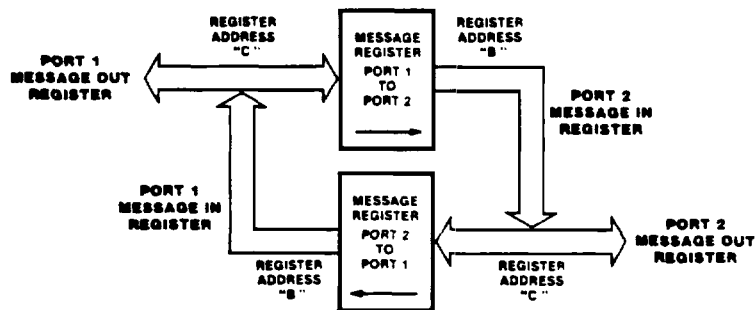 REGISTER
ADDRESS
"C"
PORT 1
MESSAGE OUT
REGISTER
MESSAGE
REGISTER
PORT 1
TO
PORT 2
REGISTER
ADDRESS
"B"
PORT 2
MESSAGE IN
REGISTER
PORT 1
MESSAGE IN
REGISTER
MESSAGE
REGISTER
PORT 2
TO
PORT 1
REGISTER
ADDRESS
"B"
REGISTER
ADDRESS
"C"
PORT 2
MESSAGE OUT
REGISTER